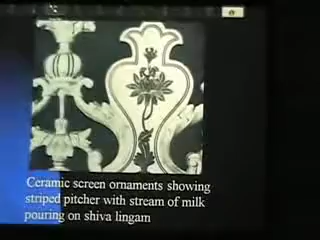 Ceramic screen ornaments showing
striped pitcher with stream of milk
pouring on shiva lingam